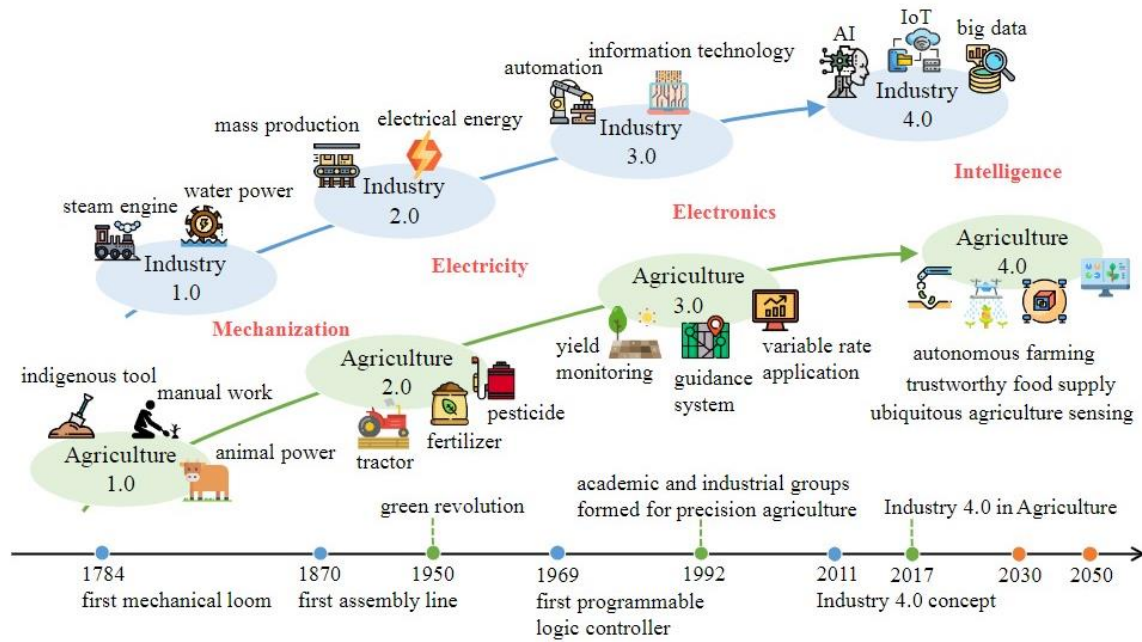 AI
IoT
big data
information technology
automation
Industry
4.0
Industry
3.0
mass production
electrical energy
Industry
2.0
Intelligence
steam engine
water power
Electronics
Industry
1.0
Electricity
Agriculture
4.0
Agriculture
3.0
Mechanization
Agriculture
2.0
yield
monitoring
guidance
system
variable rate
application
autonomous farming
trustworthy food supply
ubiquitous agriculture sensing
indigenous tool
manual work
pesticide
fertilizer
tractor
animal power
Agriculture
1.0
green revolution
academic and industrial groups
formed for precision agriculture
Industry 4.0 in Agriculture
1784
first mechanical loom
1870
first assembly line
1950
1969
first programmable
logic controller
1992
2011
Industry 4.0 concept
2017
2030
2050